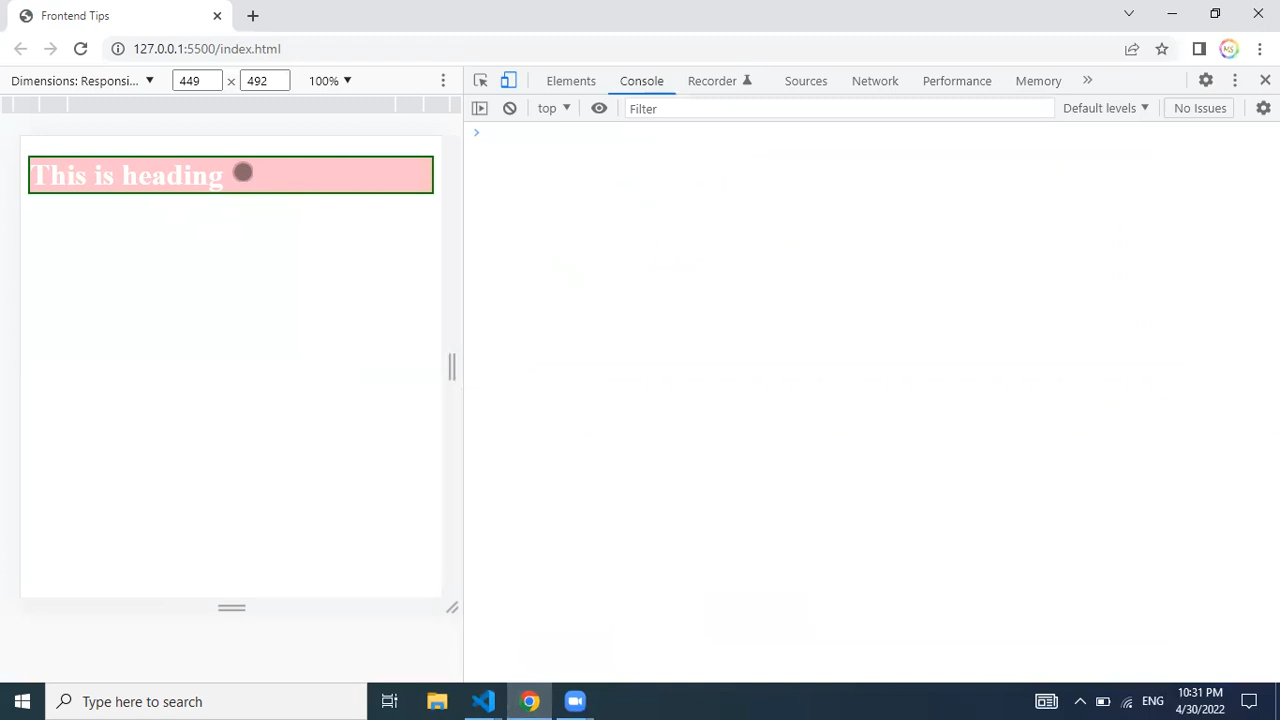 Frontend Tips
127.0.0.1:5500/index.html
Dimensions: Responsi... 449 × 492 100%
Elements Console Recorder Sources Network Performance Memory
top Filter Default levels No Issues
This is heading
Type here to search
ENG
10:31 PM
4/30/2022